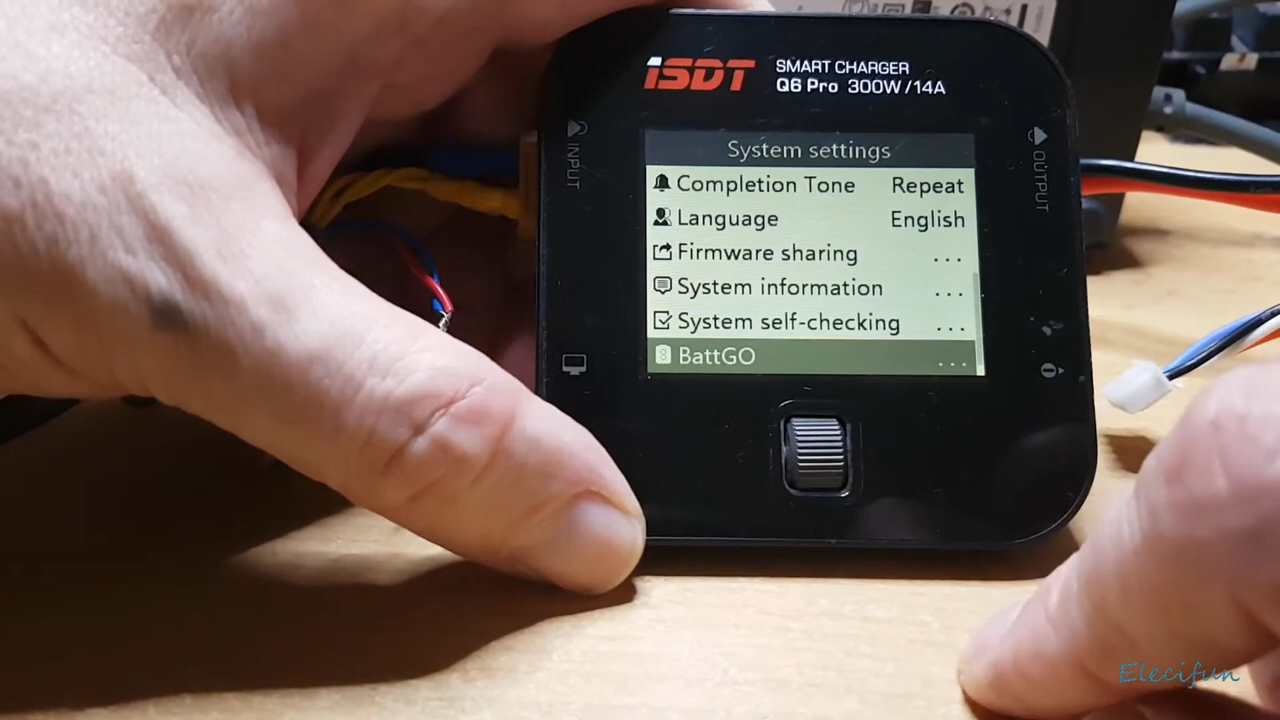 iSDT
SMART CHARGER
Q6 Pro 300W/14A
INPUT
OUTPUT
System settings
Completion Tone Repeat
Language English
Firmware sharing ...
System information ...
System self-checking ...
BattGO ...
Elecifun